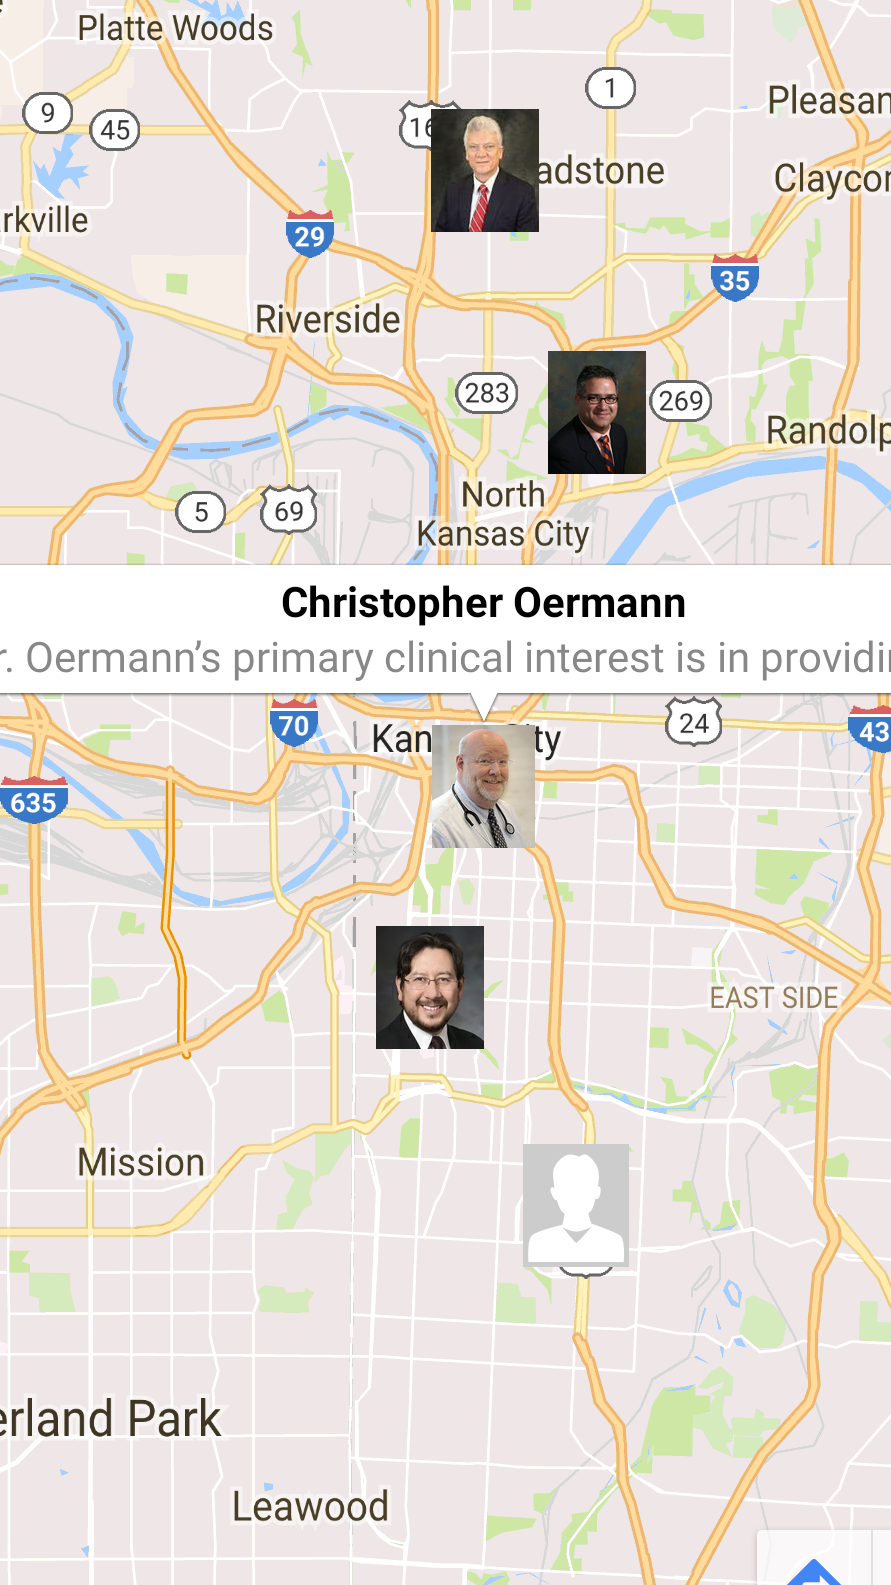 Platte Woods
9
45
1
Pleasan
16
adstone
Claycor
rkville
29
35
Riverside
283
269
Randolp
North
Kansas City
5
69
Christopher Oermann
r. Oermann’s primary clinical interest is in providi
70
24
43
Kan
ty
635
EAST SIDE
Mission
erland Park
Leawood